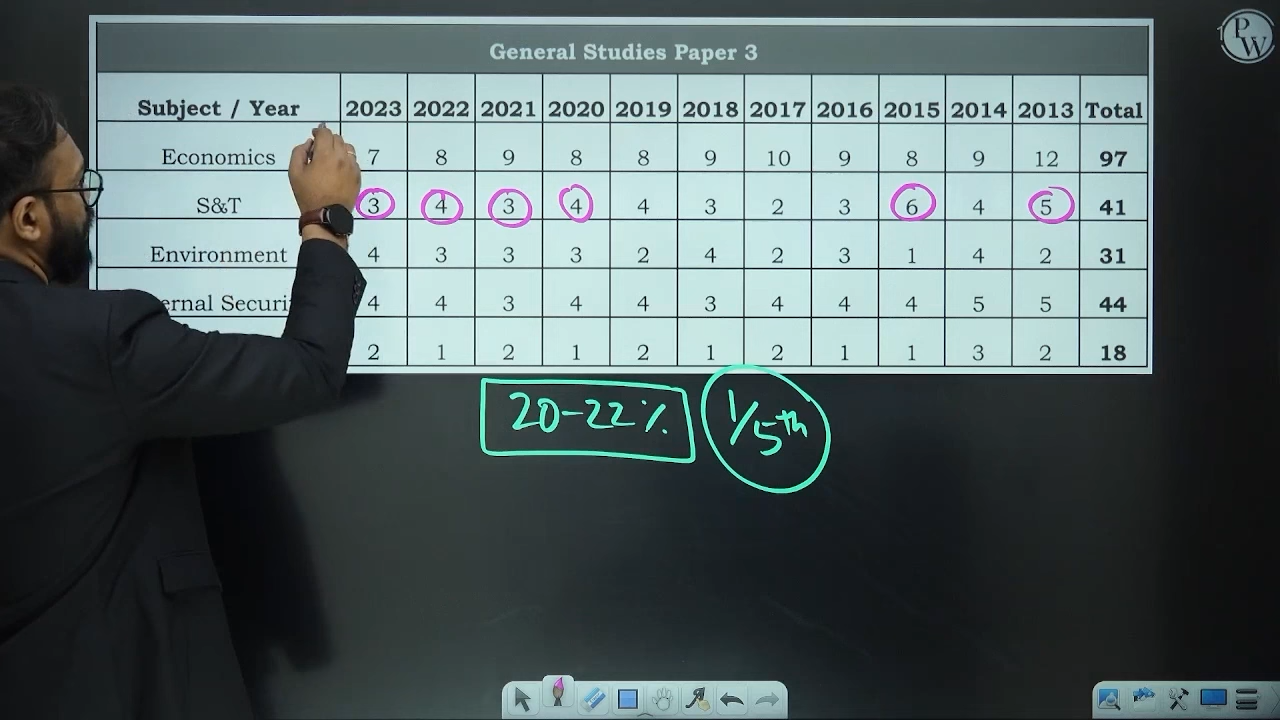 PW
General Studies Paper 3
Subject / Year 2023 2022 2021 2020 2019 2018 2017 2016 2015 2014 2013 Total
Economics 7 8 9 8 8 9 10 9 8 9 12 97
S&T 3 4 3 4 4 3 2 3 6 4 5 41
Environment 4 3 3 3 2 4 2 3 1 4 2 31
ernal Securi 4 4 3 4 4 3 4 4 4 5 5 44
2 1 2 1 2 1 2 1 1 3 2 18
20-22% 1/5th